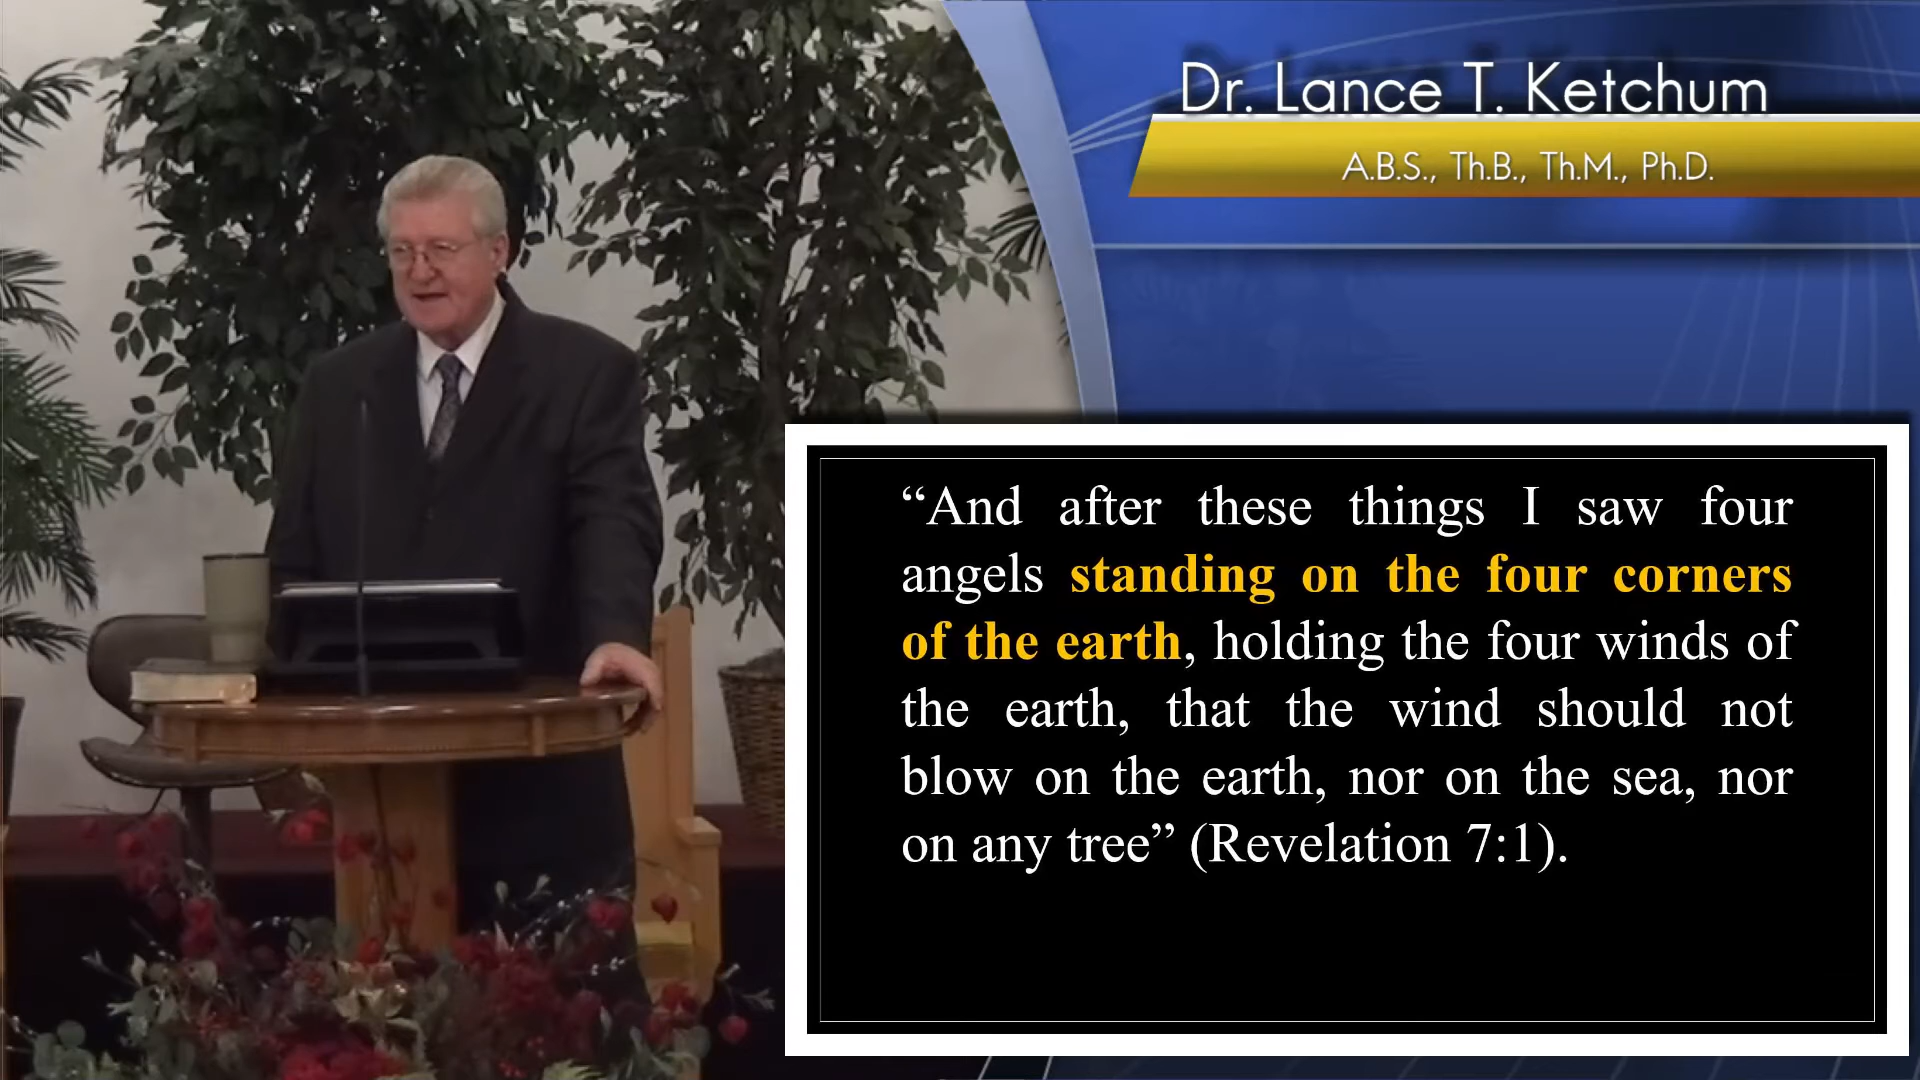 Dr. Lance T. Ketchum
A.B.S., Th.B., Th.M., Ph.D.
“And after these things I saw four
angels standing on the four corners
of the earth, holding the four winds of
the earth, that the wind should not
blow on the earth, nor on the sea, nor
on any tree” (Revelation 7:1).